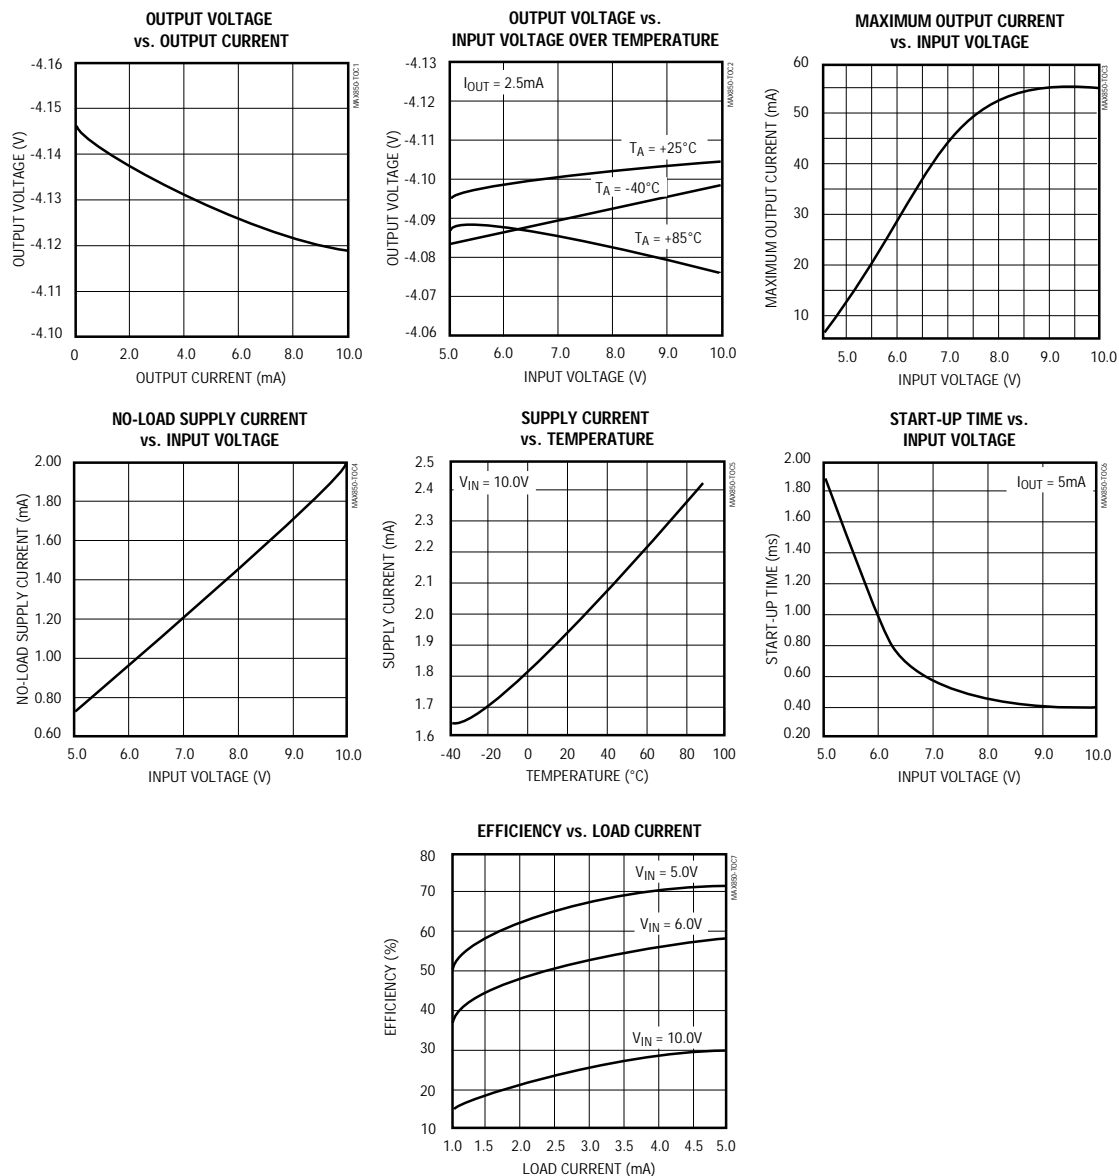 OUTPUT VOLTAGE
vs. OUTPUT CURRENT
-4.16
-4.15
-4.14
-4.13
-4.12
-4.11
-4.10
OUTPUT VOLTAGE (V)
0 2.0 4.0 6.0 8.0 10.0
OUTPUT CURRENT (mA)
MAX850-TOC1
OUTPUT VOLTAGE vs.
INPUT VOLTAGE OVER TEMPERATURE
-4.13
-4.12
-4.11
-4.10
-4.09
-4.08
-4.07
-4.06
OUTPUT VOLTAGE (V)
IOUT = 2.5mA
TA = +25°C
TA = -40°C
TA = +85°C
5.0 6.0 7.0 8.0 9.0 10.0
INPUT VOLTAGE (V)
MAX850-TOC2
MAXIMUM OUTPUT CURRENT
vs. INPUT VOLTAGE
60
50
40
30
20
10
MAXIMUM OUTPUT CURRENT (mA)
5.0 6.0 7.0 8.0 9.0 10.0
INPUT VOLTAGE (V)
MAX850-TOC3
NO-LOAD SUPPLY CURRENT
vs. INPUT VOLTAGE
2.00
1.80
1.60
1.40
1.20
1.00
0.80
0.60
NO-LOAD SUPPLY CURRENT (mA)
5.0 6.0 7.0 8.0 9.0 10.0
INPUT VOLTAGE (V)
MAX850-TOC4
SUPPLY CURRENT
vs. TEMPERATURE
2.5
2.4
2.3
2.2
2.1
2.0
1.9
1.8
1.7
1.6
SUPPLY CURRENT (mA)
VIN = 10.0V
-40 -20 0 20 40 60 80 100
TEMPERATURE (°C)
MAX850-TOC5
START-UP TIME vs.
INPUT VOLTAGE
2.00
1.80
1.60
1.40
1.20
1.00
0.80
0.60
0.40
0.20
START-UP TIME (ms)
IOUT = 5mA
5.0 6.0 7.0 8.0 9.0 10.0
INPUT VOLTAGE (V)
MAX850-TOC6
EFFICIENCY vs. LOAD CURRENT
80
70
60
50
40
30
20
10
EFFICIENCY (%)
VIN = 5.0V
VIN = 6.0V
VIN = 10.0V
1.0 1.5 2.0 2.5 3.0 3.5 4.0 4.5 5.0
LOAD CURRENT (mA)
MAX850-TOC7